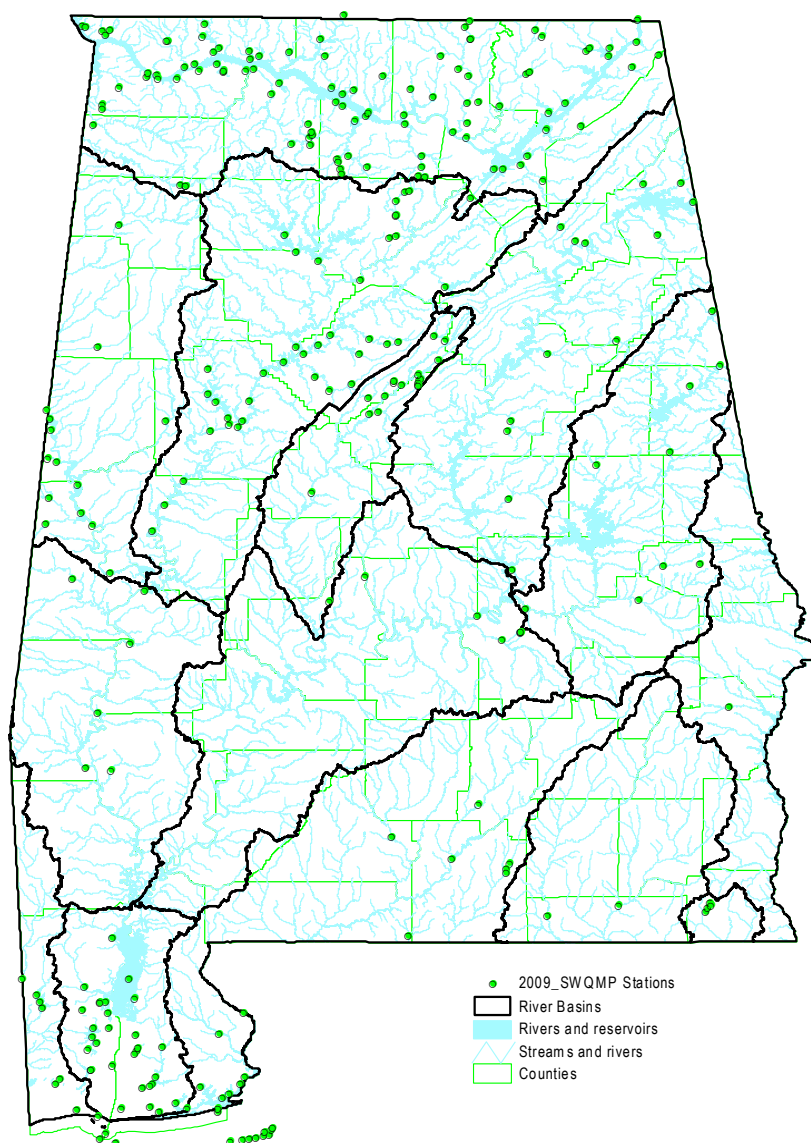 2009_SWQMP Stations
River Basins
Rivers and reservoirs
Streams and rivers
Counties